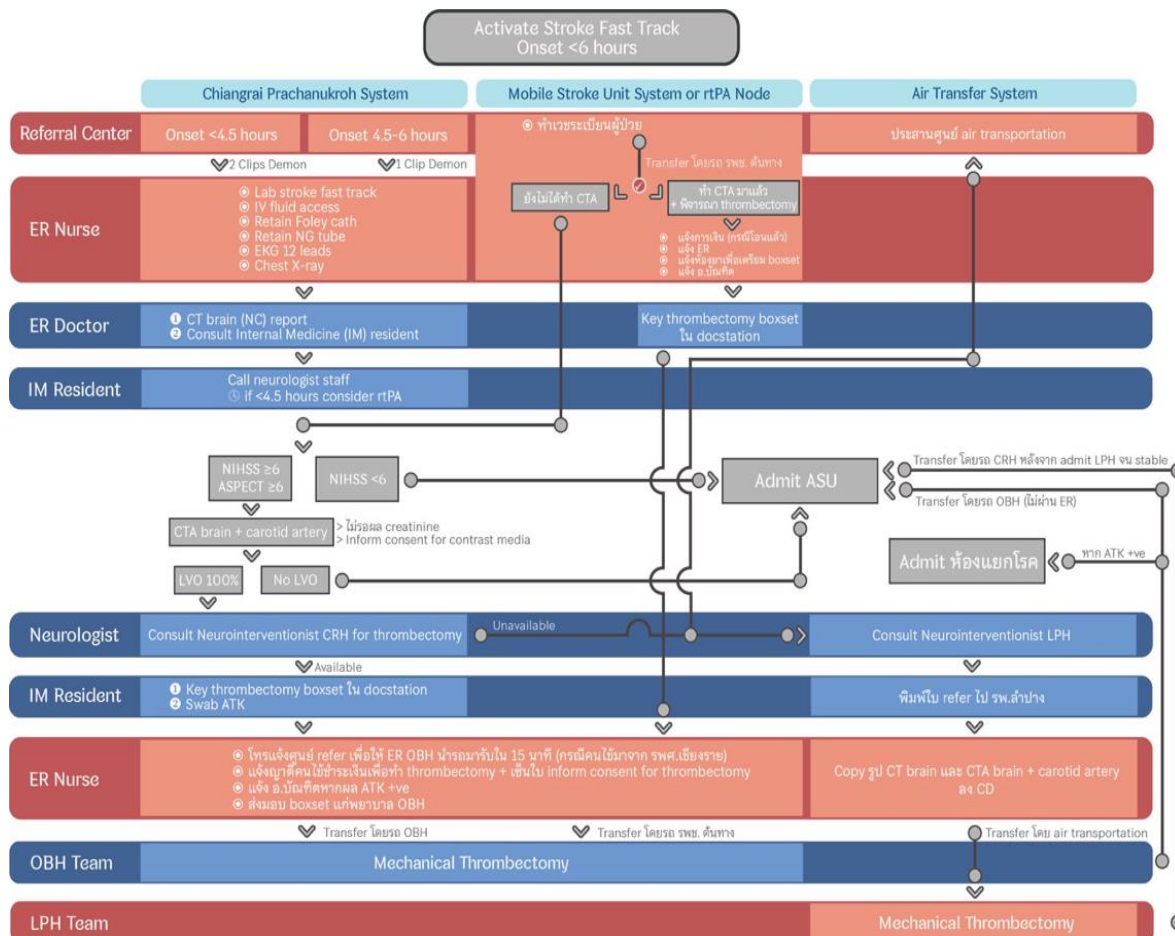 Activate Stroke Fast Track
Onset <6 hours
Chiangrai Prachanukroh System
Mobile Stroke Unit System or rtPA Node
Air Transfer System
Referral Center
Onset <4.5 hours
Onset 4.5-6 hours
ทำเวชระเบียนผู้ป่วย
ประสานศูนย์ air transportation
2 Clips Demon
1 Clip Demon
Transfer โดยรถ รพช. ต้นทาง
ER Nurse
Lab stroke fast track
IV fluid access
Retain Foley cath
Retain NG tube
EKG 12 leads
Chest X-ray
ยังไม่ได้ทำ CTA
ทำ CTA มาแล้ว
+ พิจารณา thrombectomy
แจ้งการเงิน (กรณีโอนแล้ว)
แจ้ง ER
แจ้งห้องยาเพื่อเตรียม boxset
แจ้ง อ.บัณฑิต
ER Doctor
1 CT brain (NC) report
2 Consult Internal Medicine (IM) resident
Key thrombectomy boxset
ใน docstation
IM Resident
Call neurologist staff
if <4.5 hours consider rtPA
NIHSS ≥6
ASPECT ≥6
NIHSS <6
Admit ASU
Transfer โดยรถ CRH หลังจาก admit LPH จน stable
Transfer โดยรถ OBH (ไม่ผ่าน ER)
CTA brain + carotid artery
> ไม่รอผล creatinine
> Inform consent for contrast media
Admit ห้องแยกโรค
หาก ATK +ve
LVO 100%
No LVO
Neurologist
Consult Neurointerventionist CRH for thrombectomy
Unavailable
Consult Neurointerventionist LPH
Available
IM Resident
1 Key thrombectomy boxset ใน docstation
2 Swab ATK
พิมพ์ใบ refer ไป รพ.ลำปาง
ER Nurse
โทรแจ้งศูนย์ refer เพื่อให้ ER OBH นำรถมารับใน 15 นาที (กรณีคนไข้มาจาก รพศ.เชียงราย)
แจ้งญาติคนไข้ชำระเงินเพื่อทำ thrombectomy + เซ็นใบ inform consent for thrombectomy
แจ้ง อ.บัณฑิตหากผล ATK +ve
ส่งมอบ boxset แก่พยาบาล OBH
Copy รูป CT brain และ CTA brain + carotid artery
ลง CD
Transfer โดยรถ OBH
Transfer โดยรถ รพช. ต้นทาง
Transfer โดย air transportation
OBH Team
Mechanical Thrombectomy
LPH Team
Mechanical Thrombectomy